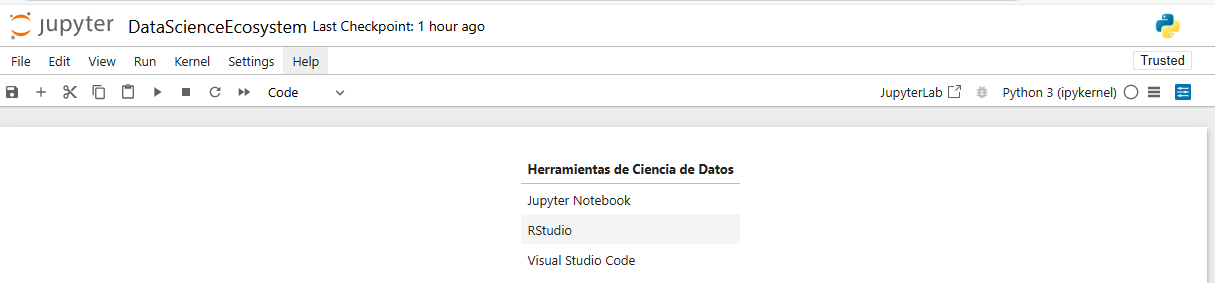 jupyter DataScienceEcosystem Last Checkpoint: 1 hour ago
File Edit View Run Kernel Settings Help Trusted
Code JupyterLab Python 3 (ipykernel)
Herramientas de Ciencia de Datos
Jupyter Notebook
RStudio
Visual Studio Code